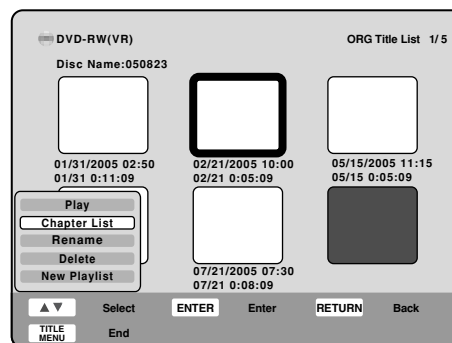 DVD-RW(VR) ORG Title List 1/ 5
Disc Name:050823
01/31/2005 02:50 02/21/2005 10:00 05/15/2005 11:15
01/31 0:11:09 02/21 0:05:09 05/15 0:05:09
Play
Chapter List
Rename
Delete
New Playlist
07/21/2005 07:30
07/21 0:08:09
▲▼ Select ENTER Enter RETURN Back
TITLE MENU End